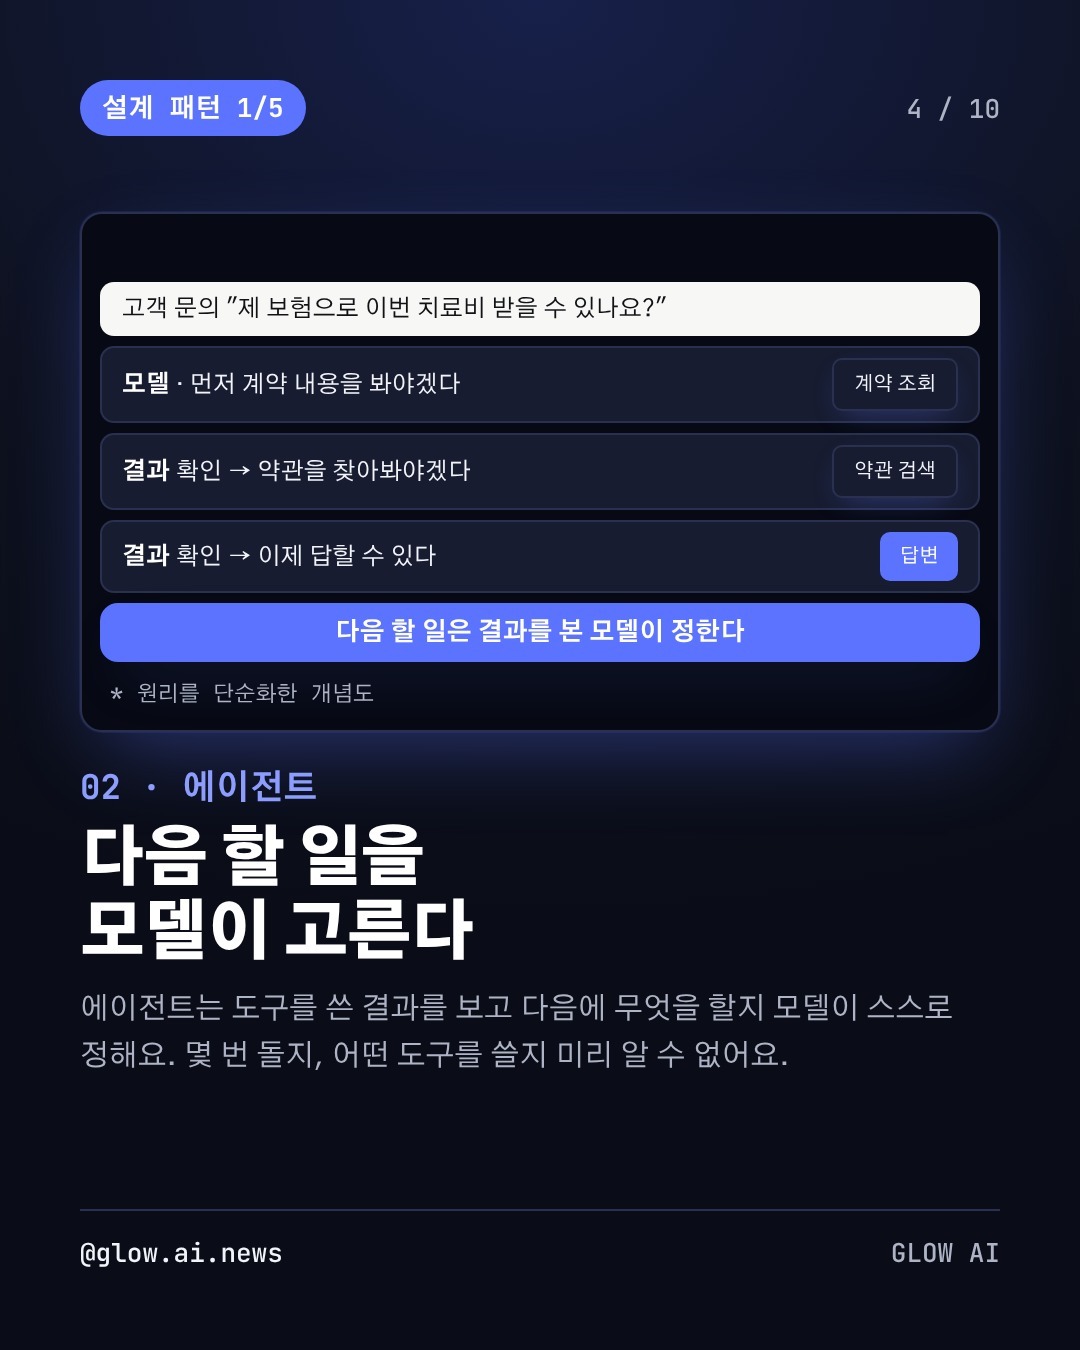 설계 패턴 1/5
4 / 10
고객 문의 "제 보험으로 이번 치료비 받을 수 있나요?"
모델 · 먼저 계약 내용을 봐야겠다
계약 조회
결과 확인 → 약관을 찾아봐야겠다
약관 검색
결과 확인 → 이제 답할 수 있다
답변
다음 할 일은 결과를 본 모델이 정한다
* 원리를 단순화한 개념도
02 · 에이전트
다음 할 일을
모델이 고른다
에이전트는 도구를 쓴 결과를 보고 다음에 무엇을 할지 모델이 스스로
정해요. 몇 번 돌지, 어떤 도구를 쓸지 미리 알 수 없어요.
@glow.ai.news
GLOW AI